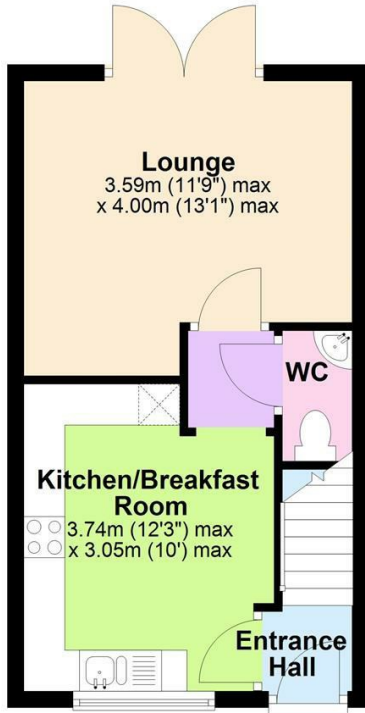 Lounge
3.59m (11'9") max
x 4.00m (13'1") max
WC
Kitchen/Breakfast
Room
3.74m (12'3") max
x 3.05m (10') max
Entrance
Hall